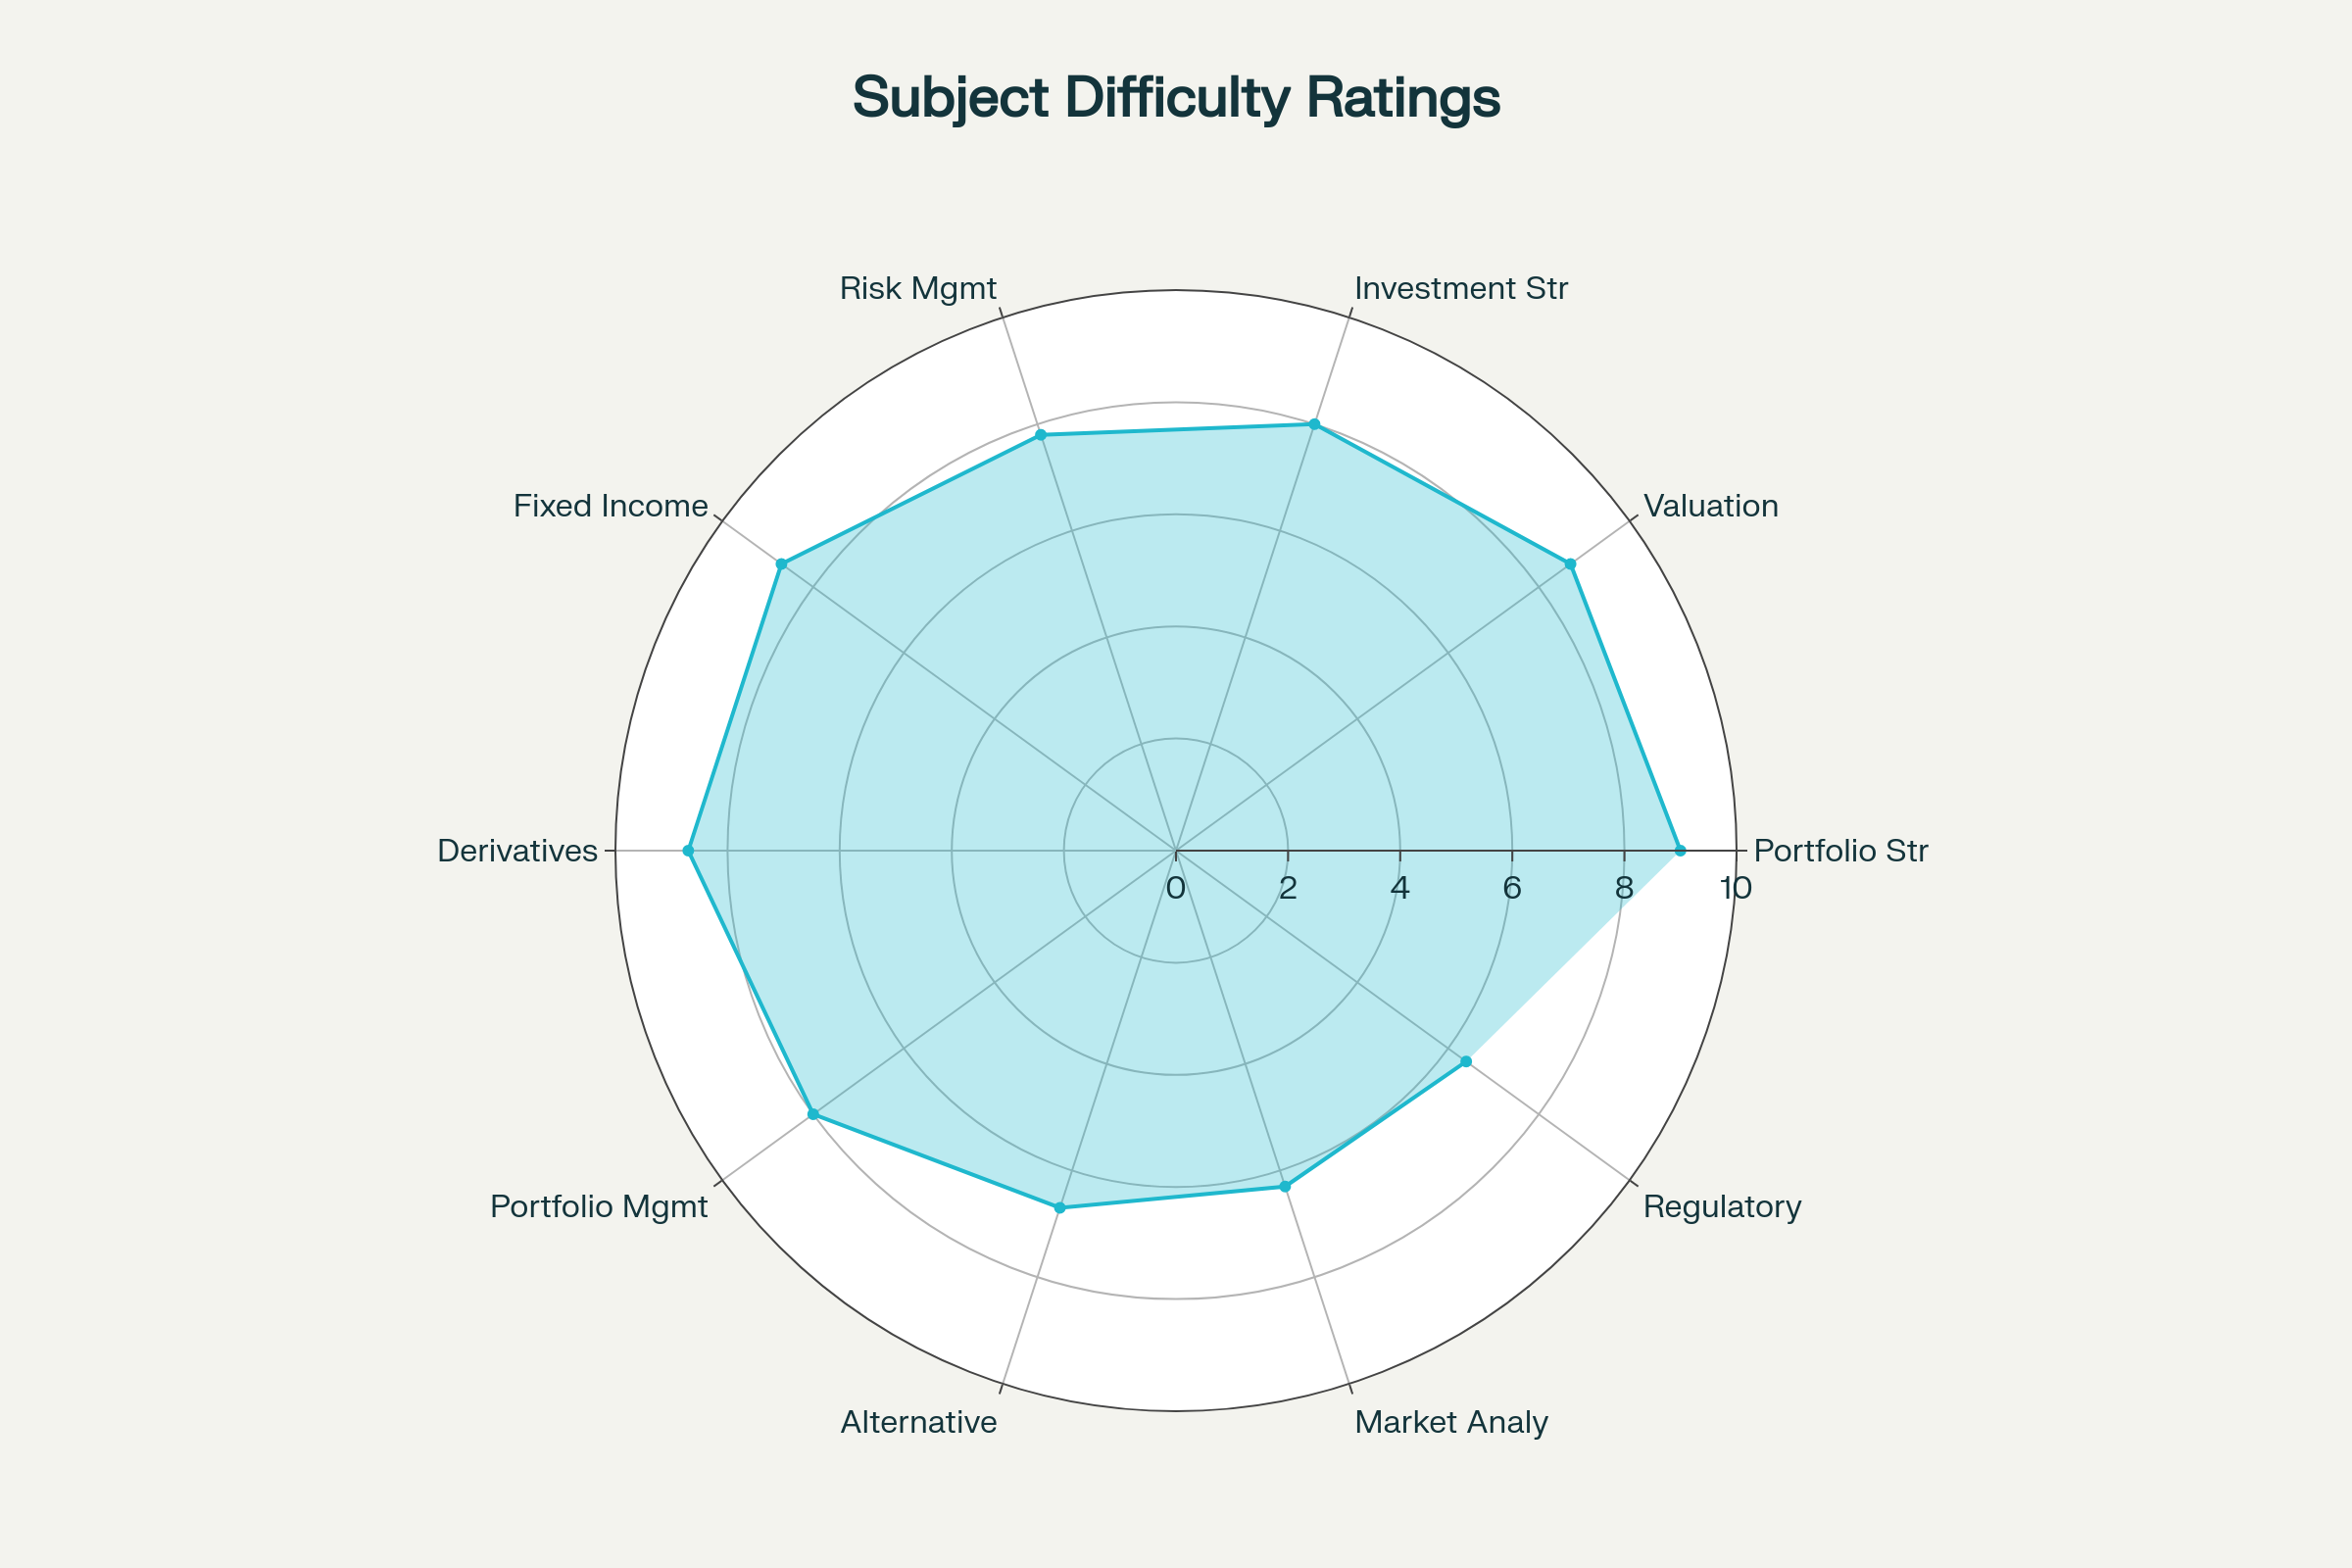 Subject Difficulty Ratings
Risk Mgmt
Investment Str
Fixed Income
Valuation
Derivatives
Portfolio Str
0 2 4 6 8 10
Portfolio Mgmt
Regulatory
Alternative
Market Analy